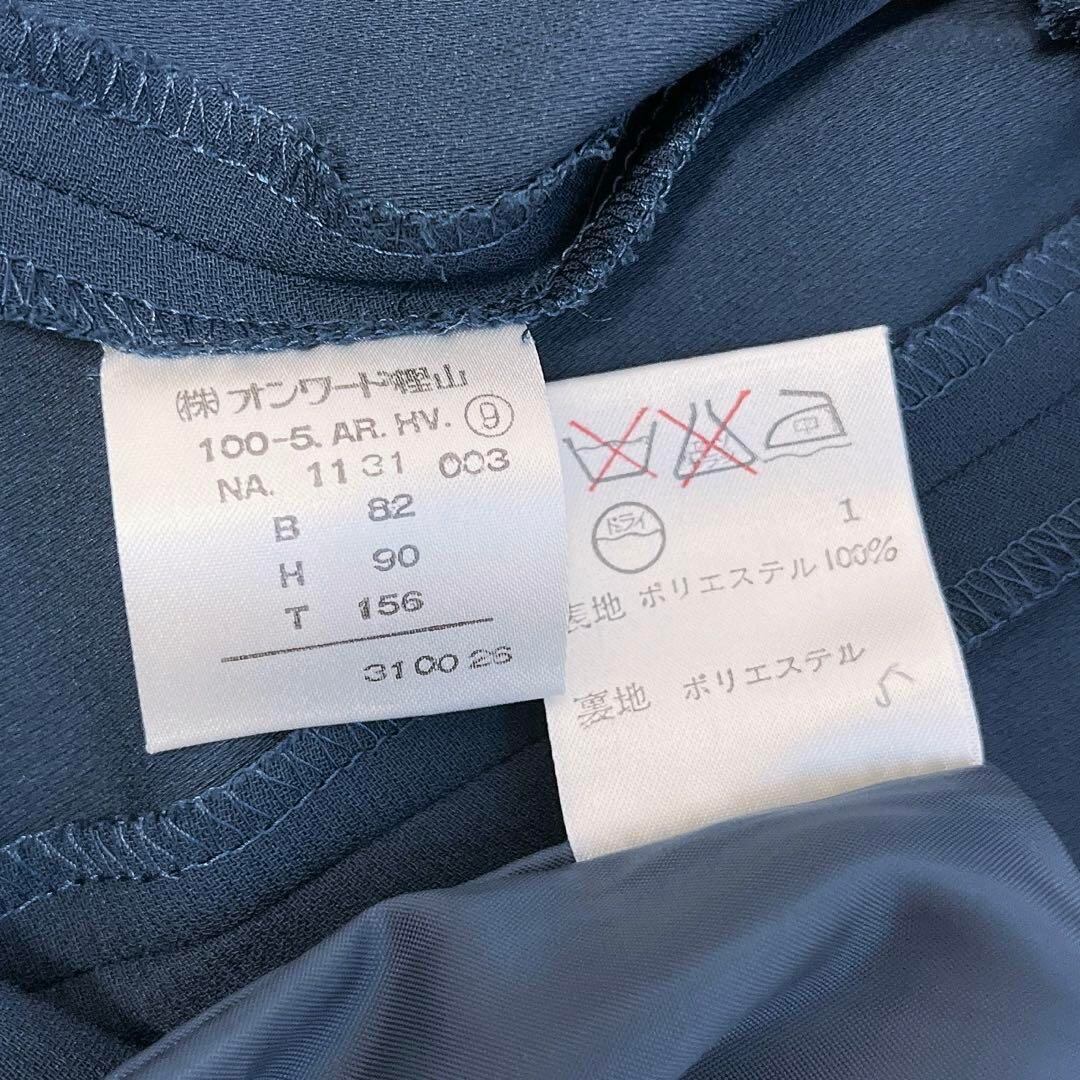 (株)オンワード樫山
100-5. AR. HV. ⑨
NA. 1131 003
B 82
H 90
T 156
310026
中
ドライ
1
表地 ポリエステル100%
裏地 ポリエステル